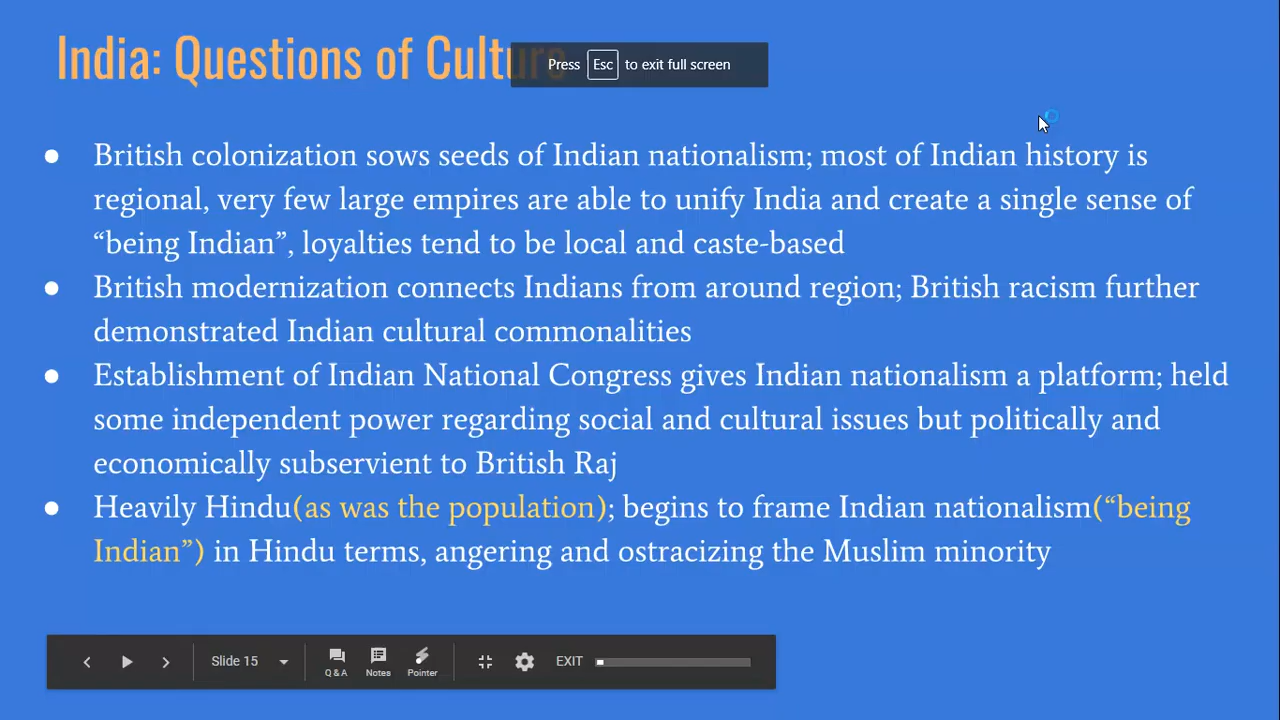 India: Questions of Culture
Press Esc to exit full screen
● British colonization sows seeds of Indian nationalism; most of Indian history is
regional, very few large empires are able to unify India and create a single sense of
“being Indian”, loyalties tend to be local and caste-based
● British modernization connects Indians from around region; British racism further
demonstrated Indian cultural commonalities
● Establishment of Indian National Congress gives Indian nationalism a platform; held
some independent power regarding social and cultural issues but politically and
economically subservient to British Raj
● Heavily Hindu(as was the population); begins to frame Indian nationalism(“being
Indian”) in Hindu terms, angering and ostracizing the Muslim minority
Slide 15 Q & A Notes Pointer EXIT